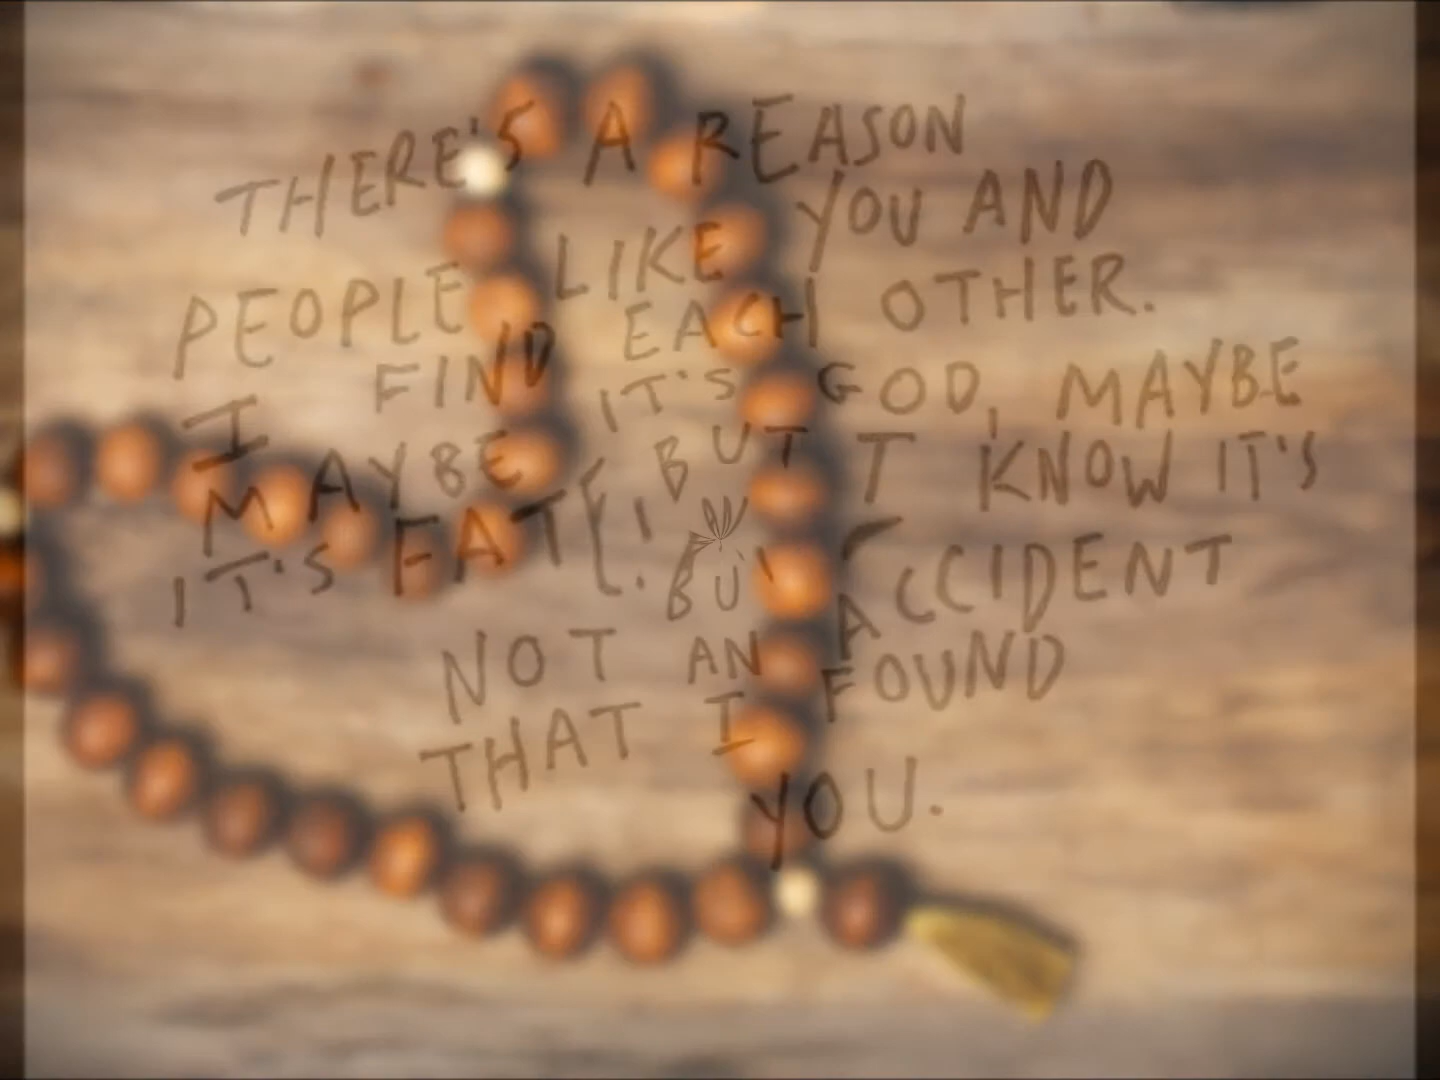 THERE'S A REASON
PEOPLE LIKE YOU AND
I FIND EACH OTHER.
MAYBE IT'S GOD, MAYBE
IT'S FATE! BUT I KNOW IT'S
NOT AN ACCIDENT
THAT I FOUND
YOU.